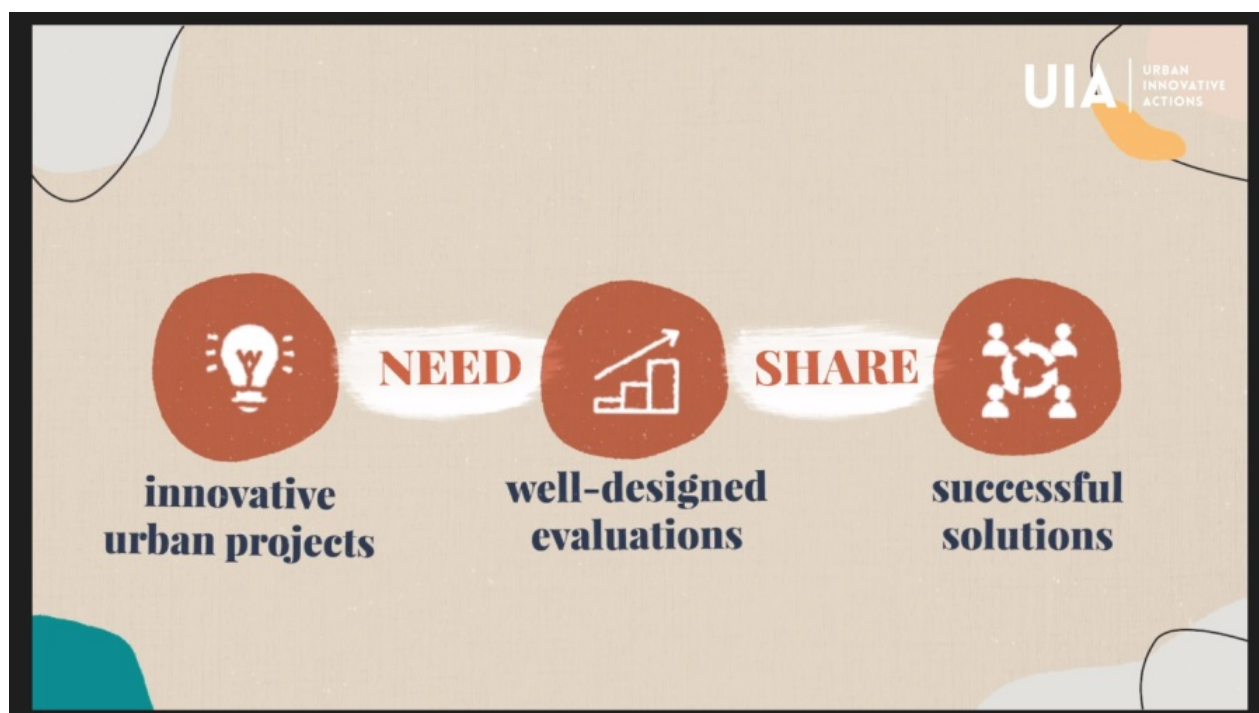 UIA
URBAN
INNOVATIVE
ACTIONS
NEED
SHARE
innovative
urban projects
well-designed
evaluations
successful
solutions